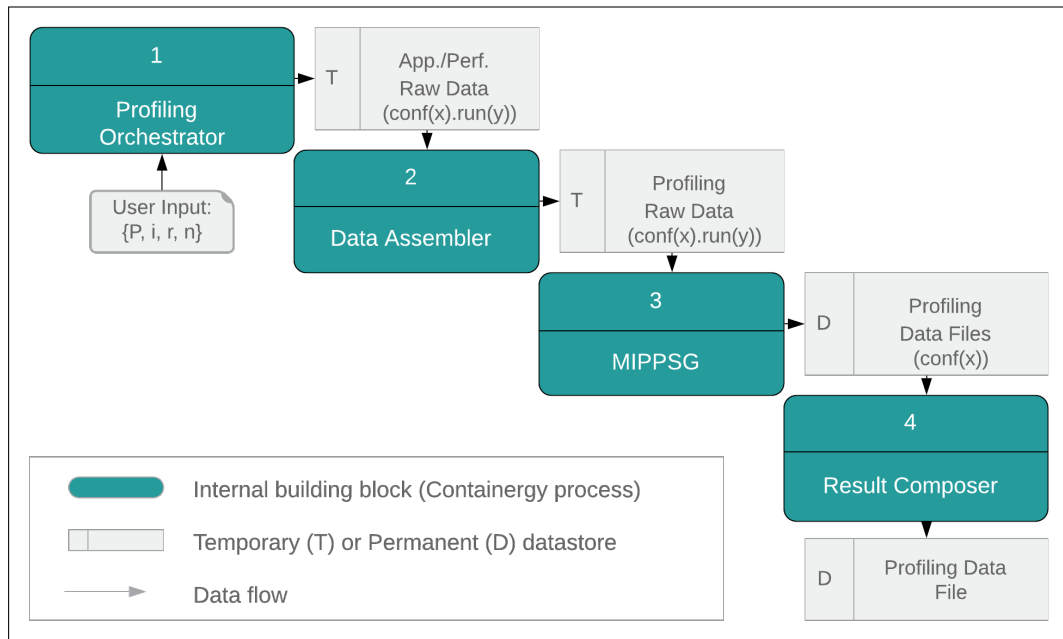 1
Profiling
Orchestrator
User Input:
{P, i, r, n}
T
App./Perf.
Raw Data
(conf(x).run(y))
2
Data Assembler
T
Profiling
Raw Data
(conf(x).run(y))
3
MIPPSG
D
Profiling
Data Files
(conf(x))
4
Result Composer
D
Profiling Data
File
Internal building block (Containergy process)
Temporary (T) or Permanent (D) datastore
Data flow